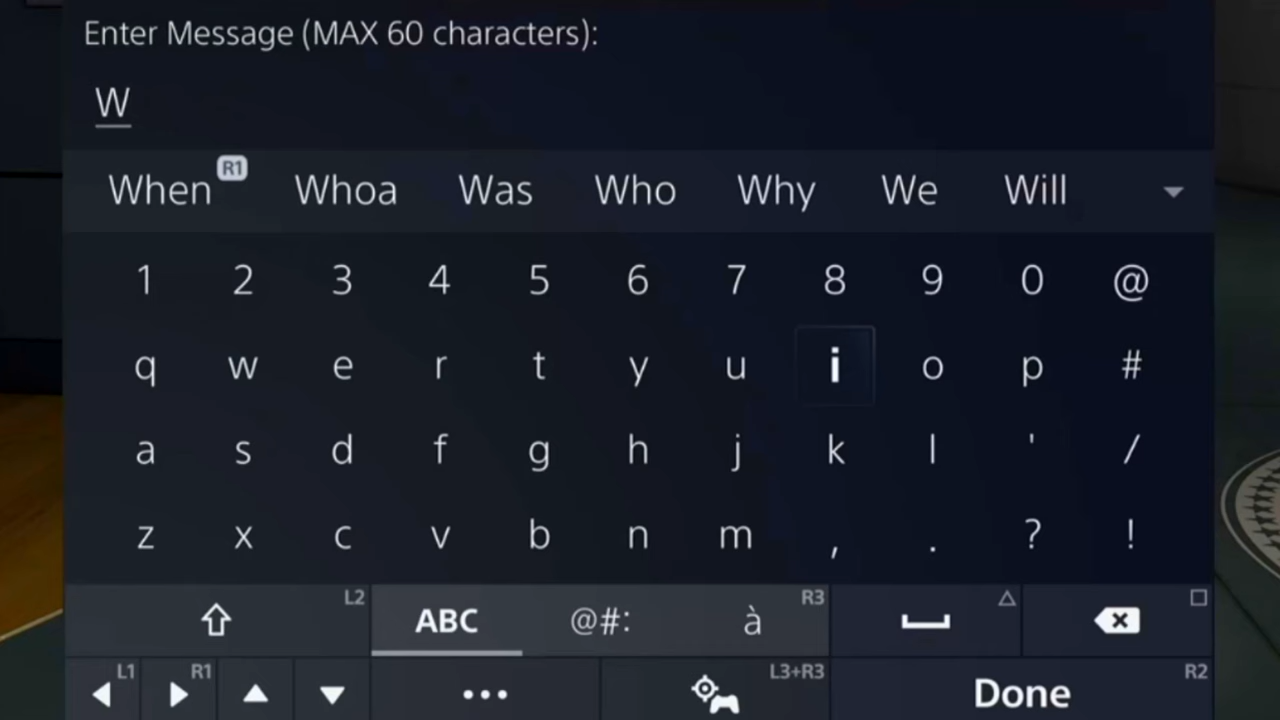 Enter Message (MAX 60 characters):
W
When R1 Whoa Was Who Why We Will
1 2 3 4 5 6 7 8 9 0 @
q w e r t y u i o p #
a s d f g h j k l ' /
z x c v b n m , . ? !
L2 ABC @#: à R3
L1 R1 ... L3+R3 Done R2